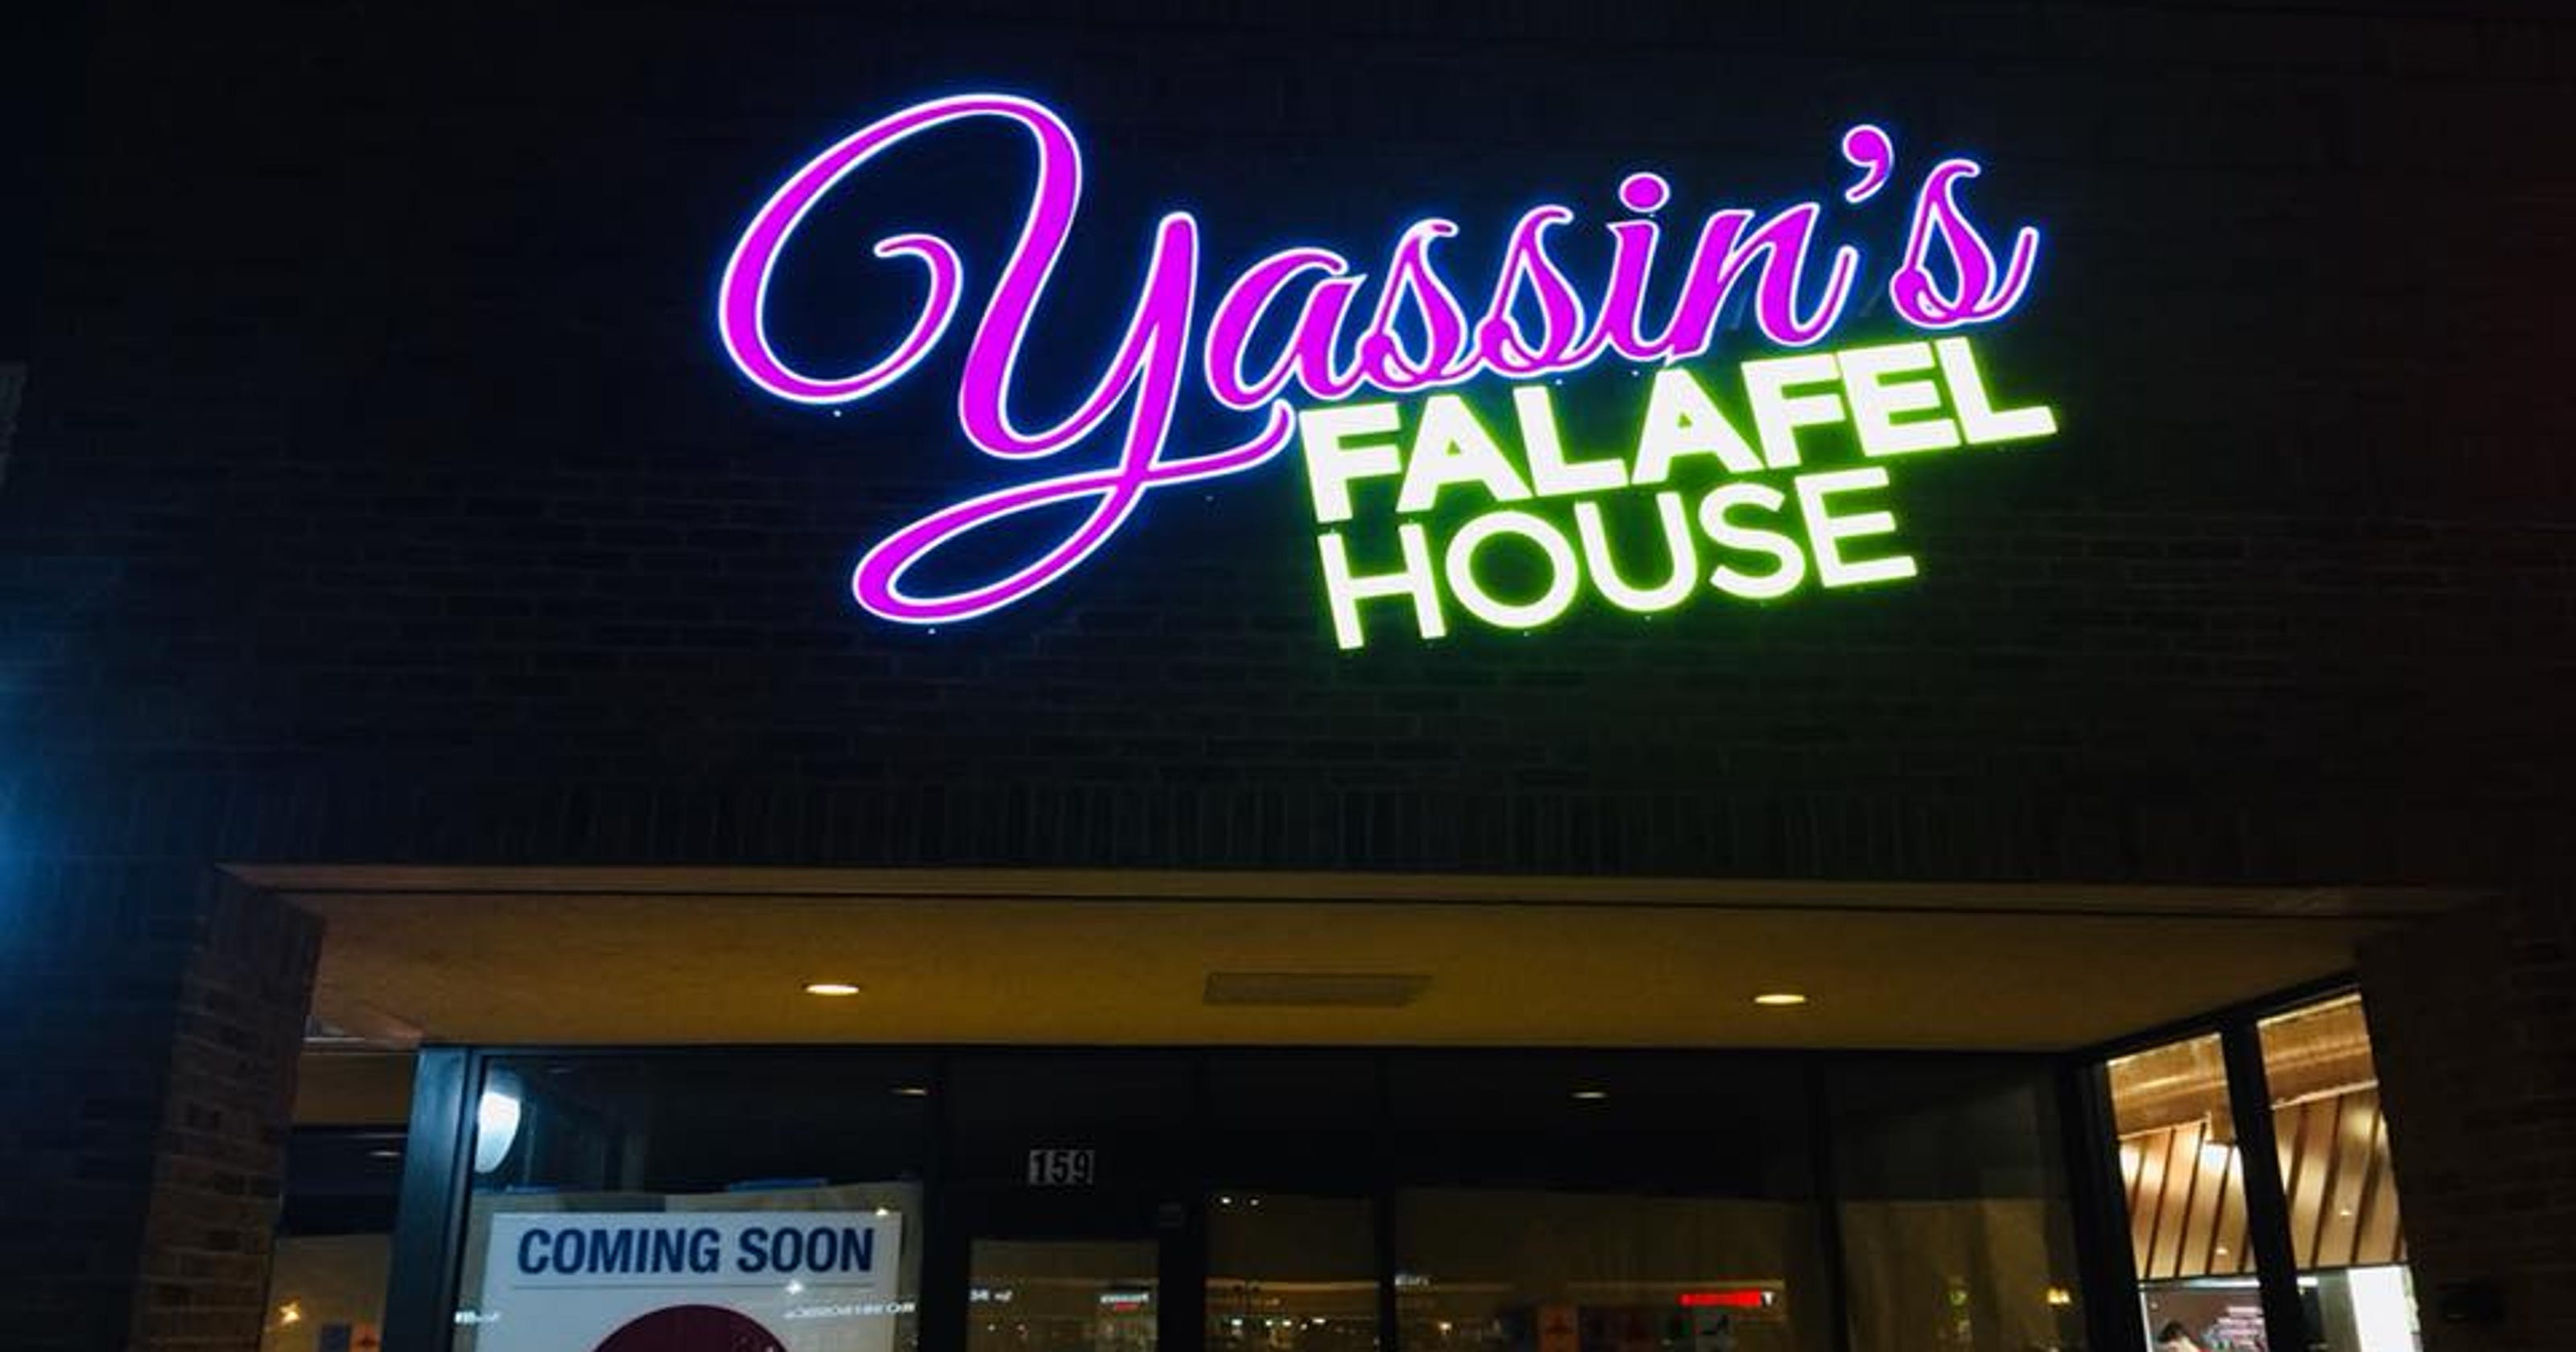 Yassin's
FALAFEL
HOUSE
159
COMING SOON